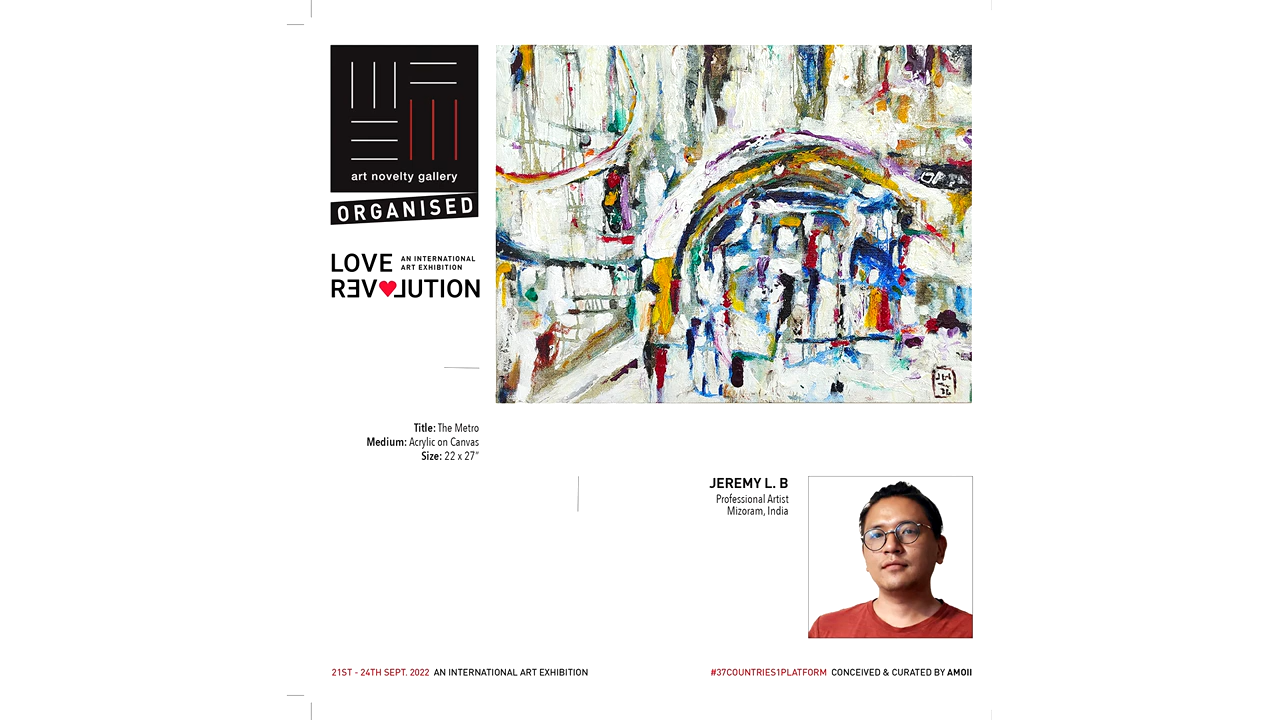 art novelty gallery
ORGANISED
LOVE AN INTERNATIONAL
ART EXHIBITION
REVOLUTION
Title: The Metro
Medium: Acrylic on Canvas
Size: 22 x 27"
JEREMY L. B
Professional Artist
Mizoram, India
21ST - 24TH SEPT. 2022 AN INTERNATIONAL ART EXHIBITION
#37COUNTRIES1PLATFORM CONCEIVED & CURATED BY AMOII